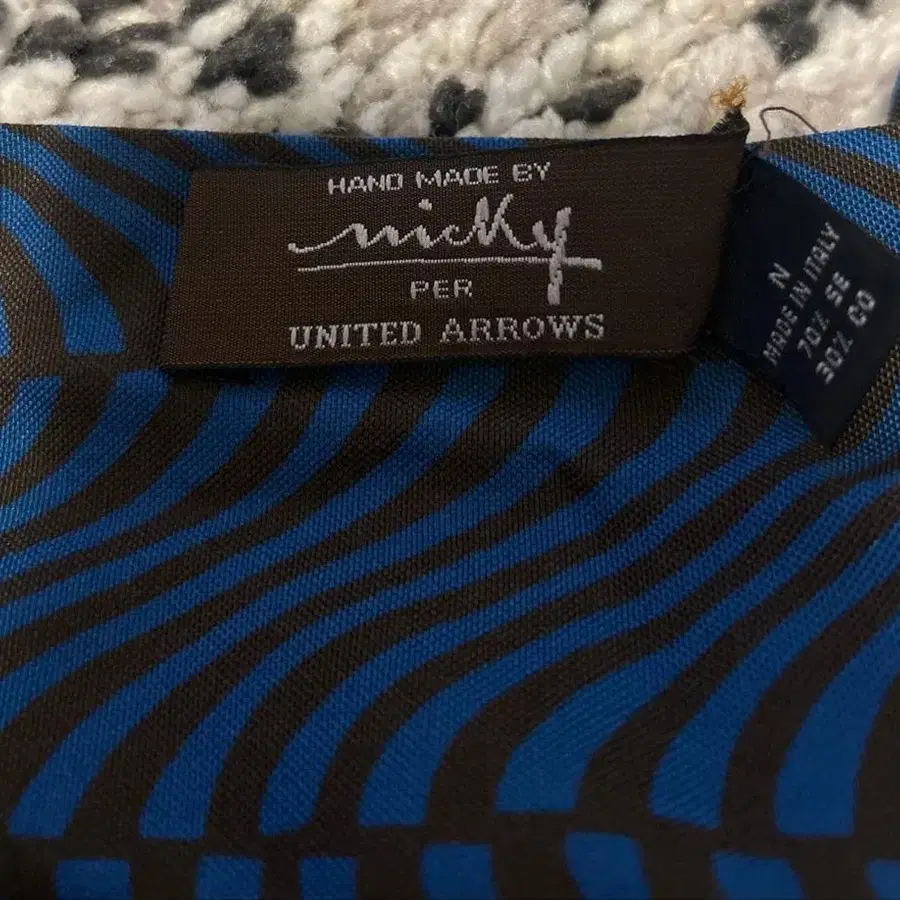 HAND MADE BY
nicky
PER
UNITED ARROWS
N
MADE IN ITALY
70% SE
30% CO